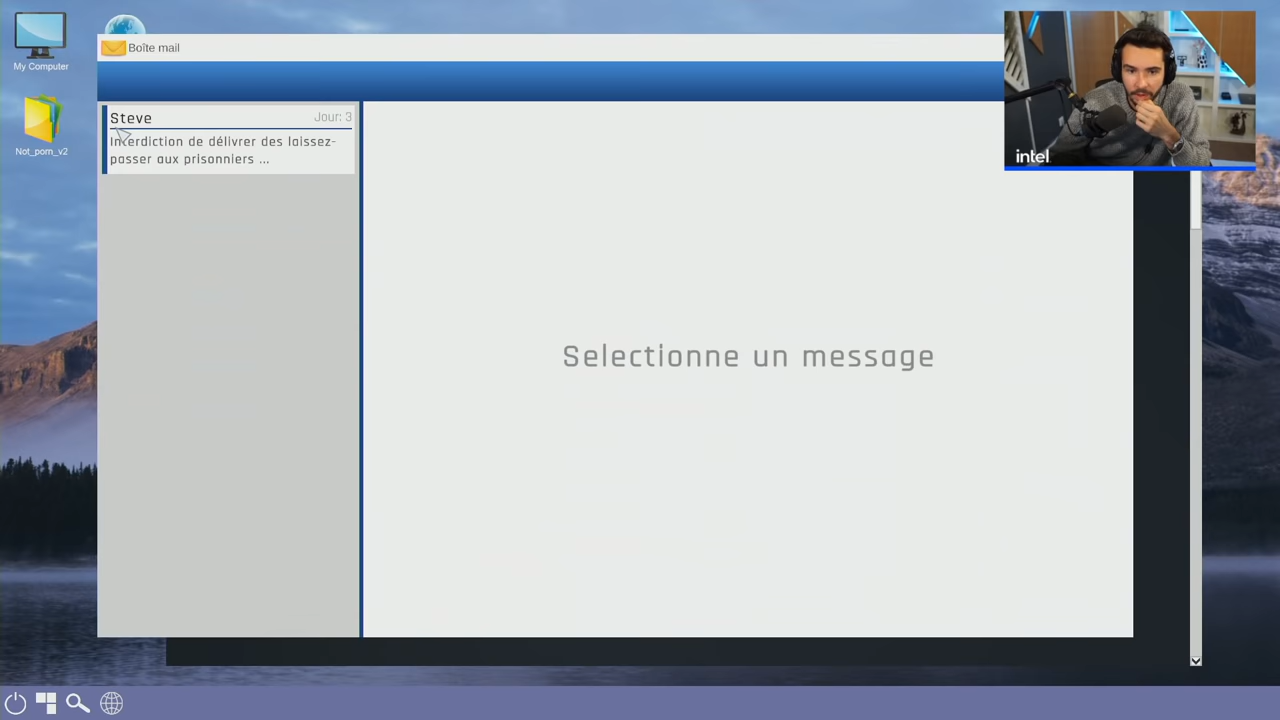 My Computer
Not_porn_v2
Boîte mail
Steve
Jour: 3
Interdiction de délivrer des laissez-
passer aux prisonniers ...
Selectionne un message
intel